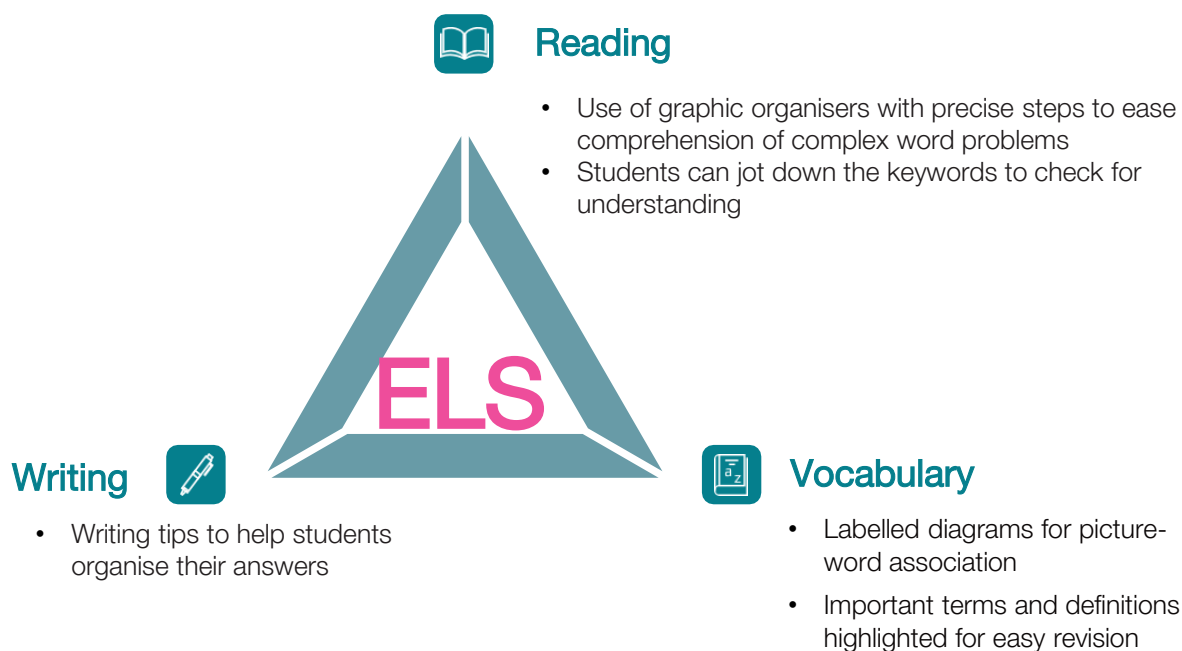 Reading
• Use of graphic organisers with precise steps to ease
comprehension of complex word problems
• Students can jot down the keywords to check for
understanding
ELS
Writing
• Writing tips to help students
organise their answers
a z
Vocabulary
• Labelled diagrams for picture-
word association
• Important terms and definitions
highlighted for easy revision